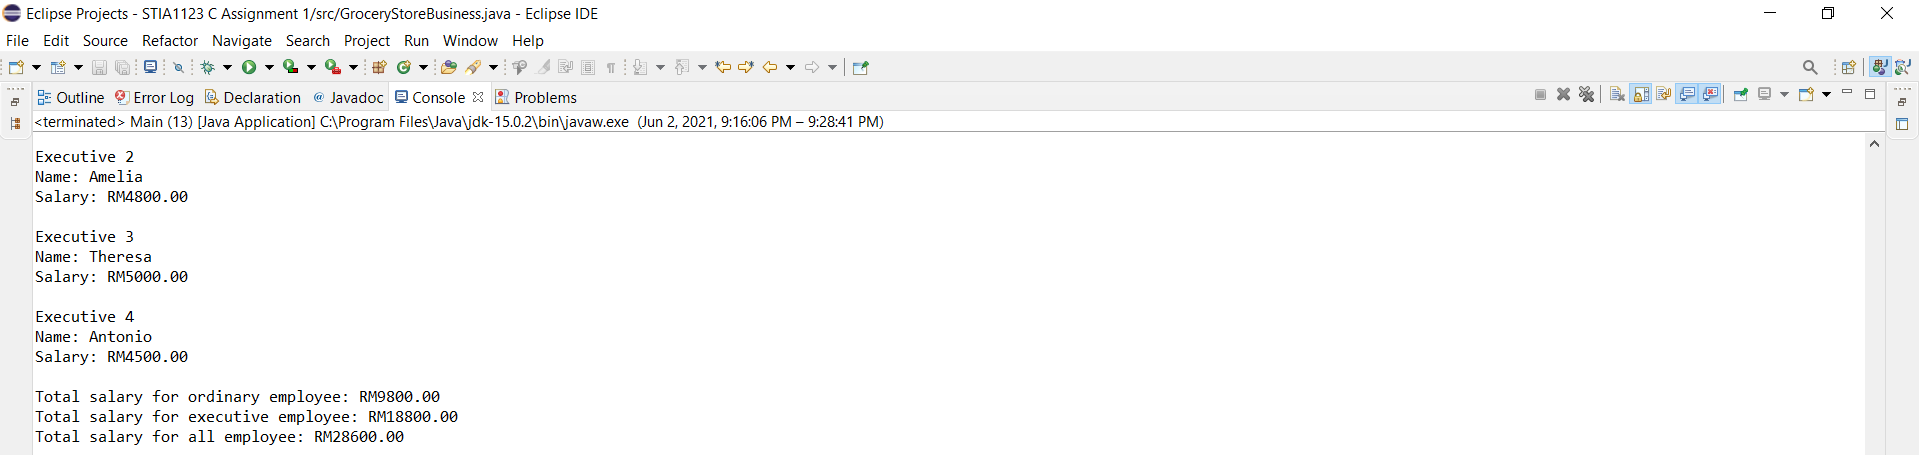 Eclipse Projects - STIA1123 C Assignment 1/src/GroceryStoreBusiness.java - Eclipse IDE
File Edit Source Refactor Navigate Search Project Run Window Help
Outline Error Log Declaration @ Javadoc Console Problems
<terminated> Main (13) [Java Application] C:\Program Files\Java\jdk-15.0.2\bin\javaw.exe (Jun 2, 2021, 9:16:06 PM – 9:28:41 PM)
Executive 2
Name: Amelia
Salary: RM4800.00
Executive 3
Name: Theresa
Salary: RM5000.00
Executive 4
Name: Antonio
Salary: RM4500.00
Total salary for ordinary employee: RM9800.00
Total salary for executive employee: RM18800.00
Total salary for all employee: RM28600.00